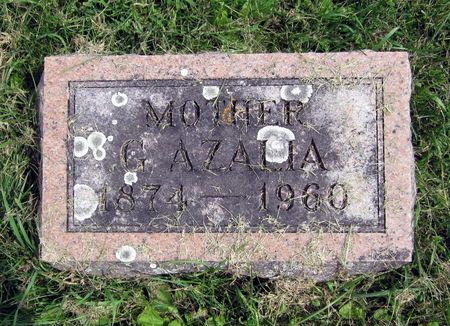 MOTHER
G. AZALIA
1874 — 1960